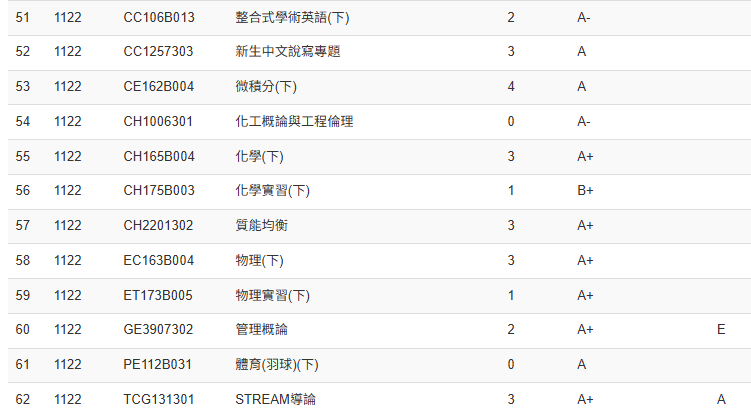 51 1122 CC106B013 整合式學術英語(下) 2 A-
52 1122 CC1257303 新生中文說寫專題 3 A
53 1122 CE162B004 微積分(下) 4 A
54 1122 CH1006301 化工概論與工程倫理 0 A-
55 1122 CH165B004 化學(下) 3 A+
56 1122 CH175B003 化學實習(下) 1 B+
57 1122 CH2201302 質能均衡 3 A+
58 1122 EC163B004 物理(下) 3 A+
59 1122 ET173B005 物理實習(下) 1 A+
60 1122 GE3907302 管理概論 2 A+ E
61 1122 PE112B031 體育(羽球)(下) 0 A
62 1122 TCG131301 STREAM導論 3 A+ A